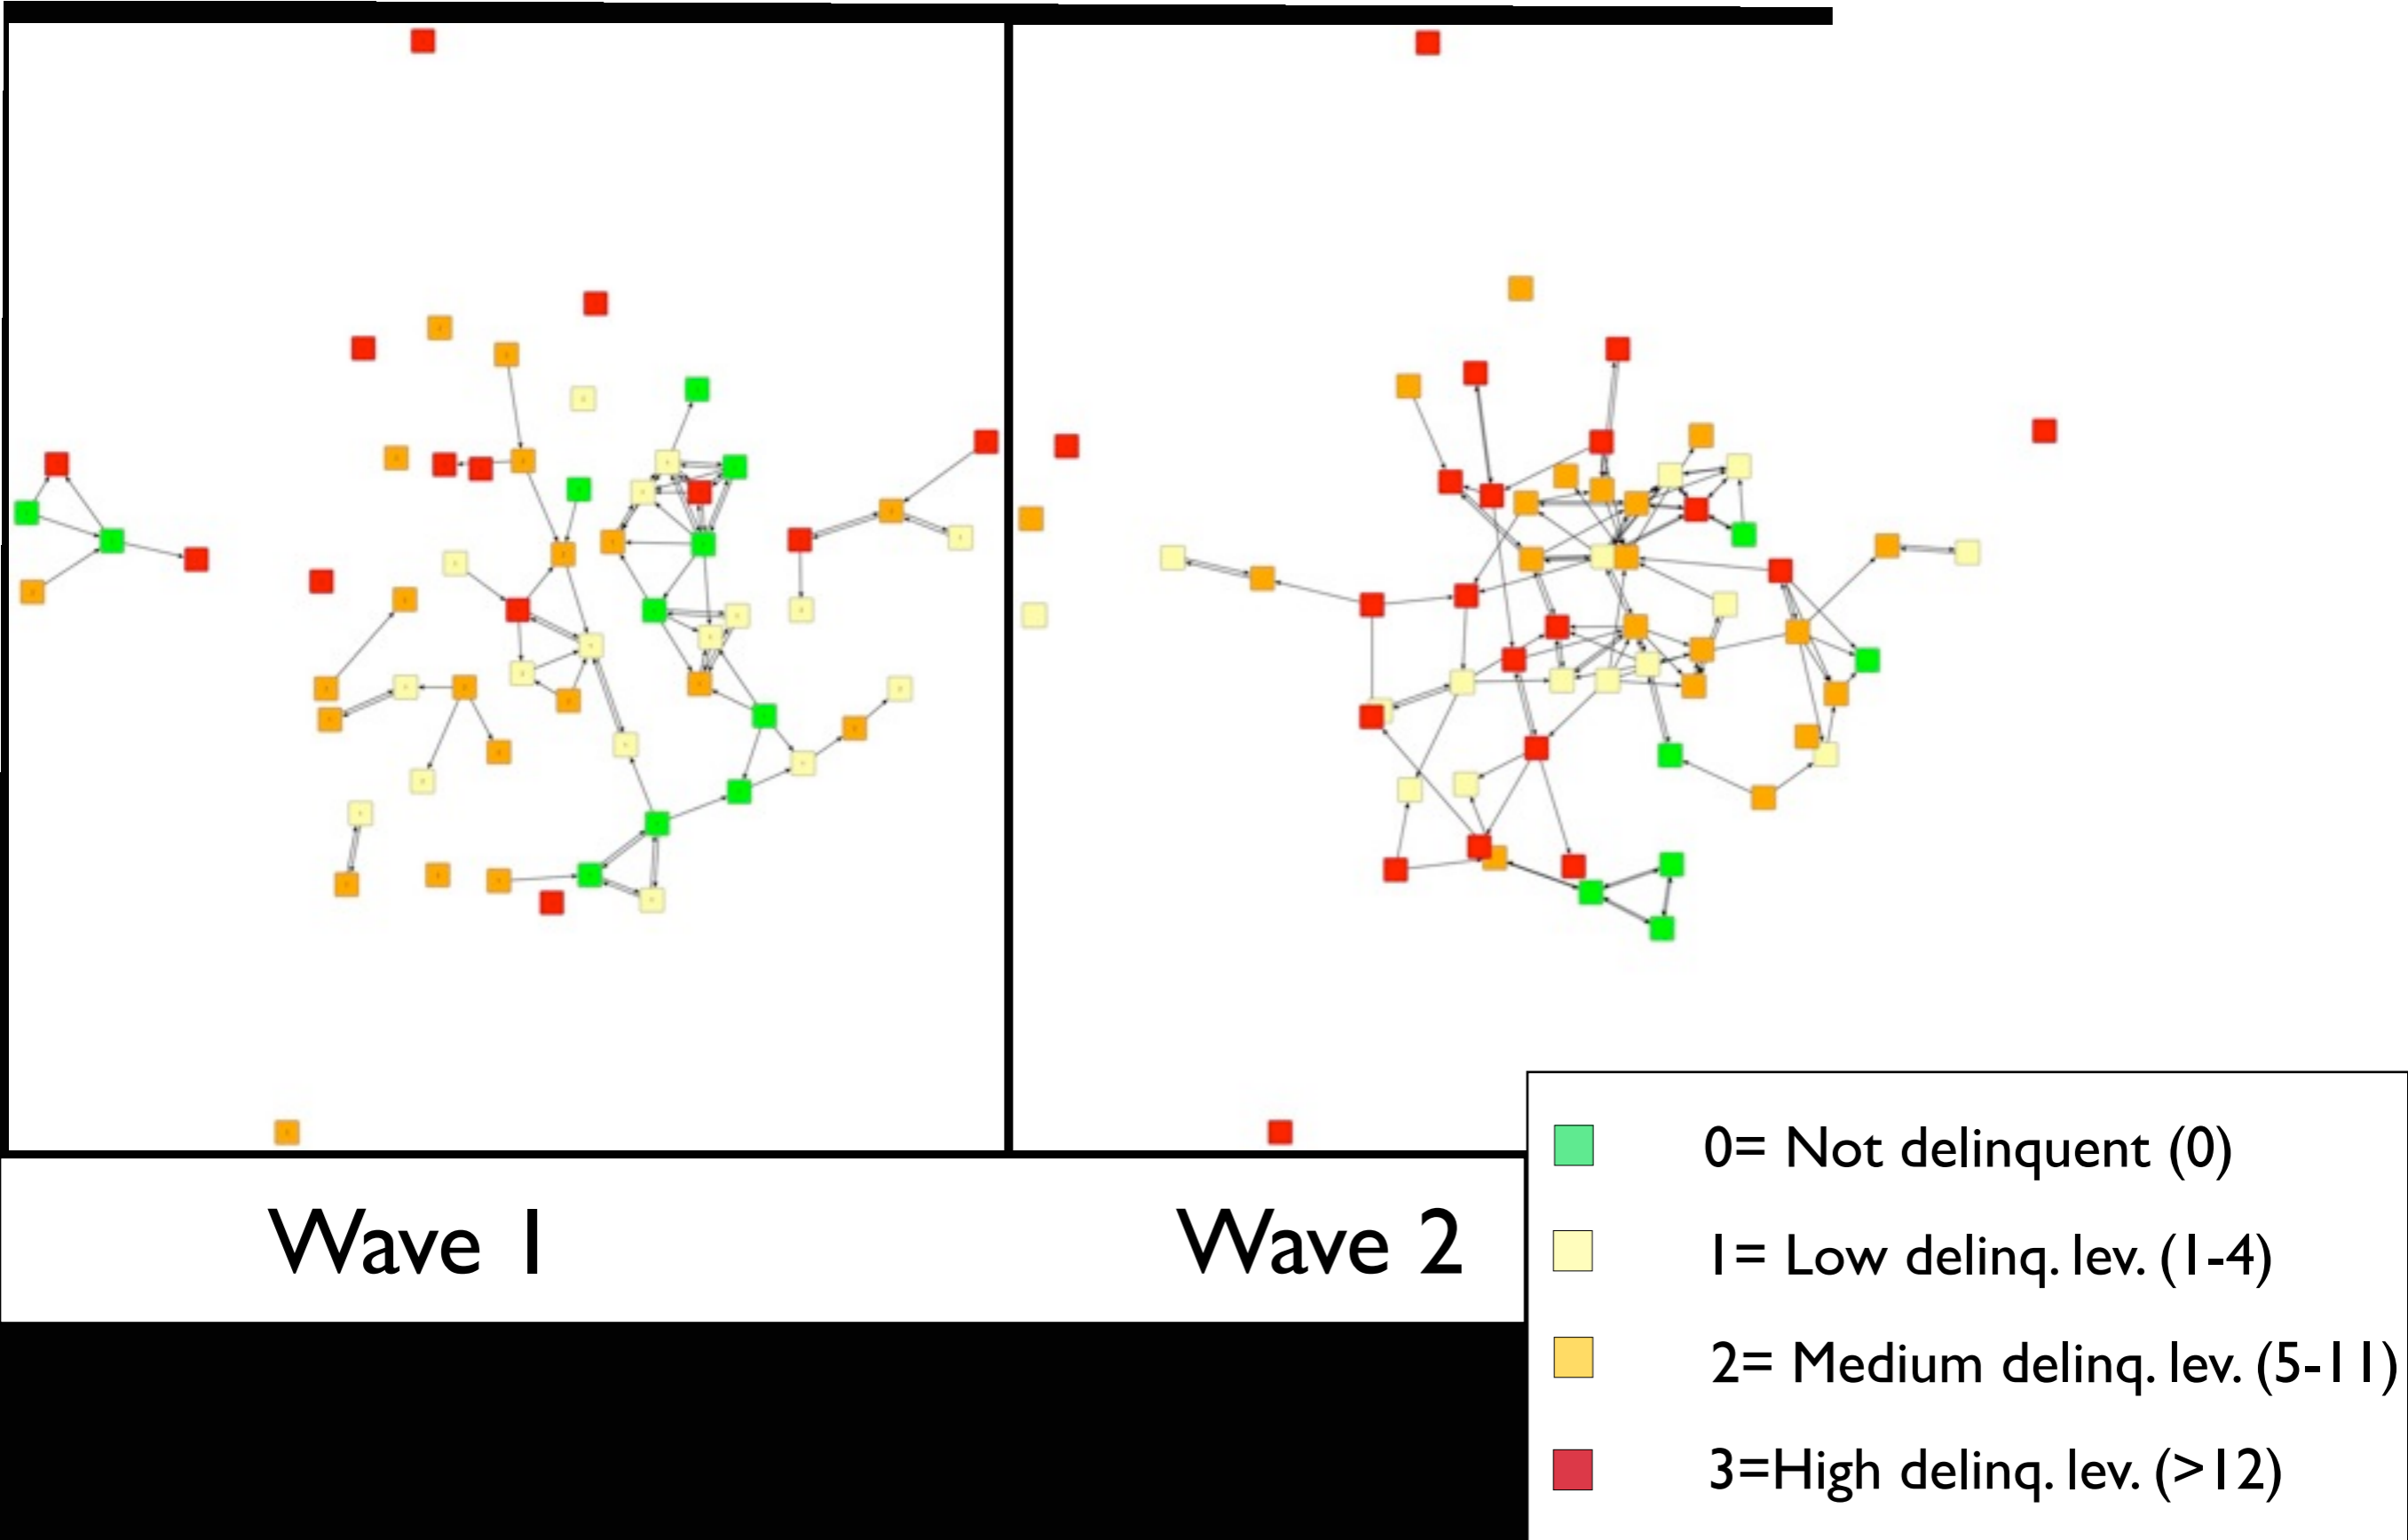 Wave 1
Wave 2
0= Not delinquent (0)
1= Low delinq. lev. (1-4)
2= Medium delinq. lev. (5-11)
3=High delinq. lev. (>12)